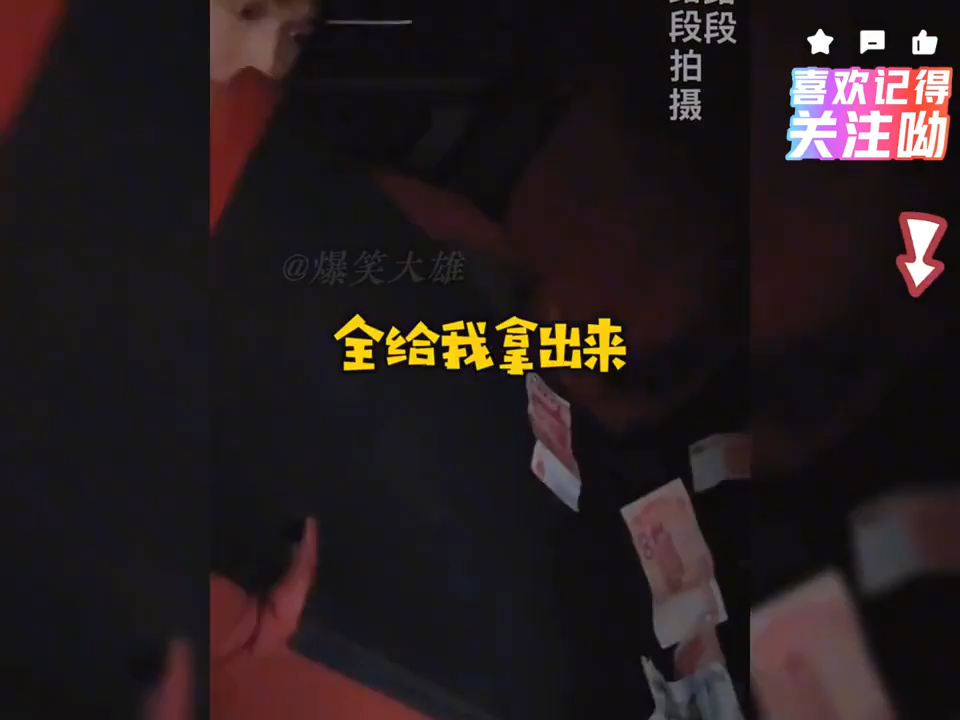 段拍摄
段
喜欢记得
关注呦
@爆笑大雄
全给我拿出来